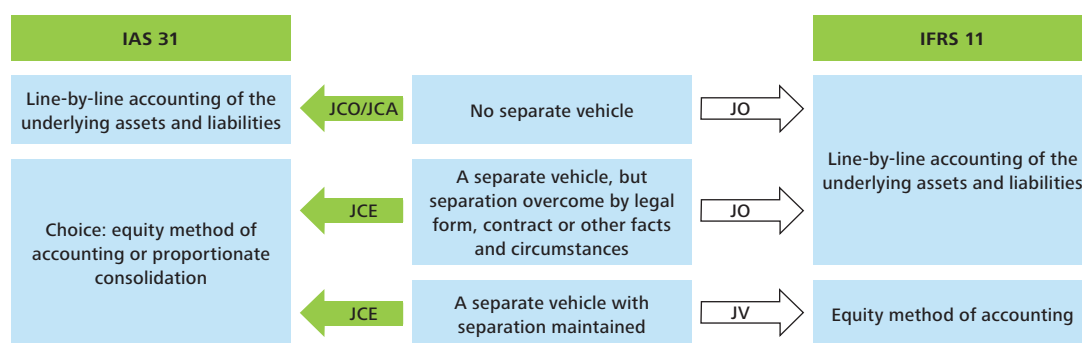 IAS 31
IFRS 11
Line-by-line accounting of the
underlying assets and liabilities
JCO/JCA
No separate vehicle
JO
Line-by-line accounting of the
underlying assets and liabilities
Choice: equity method of
accounting or proportionate
consolidation
JCE
A separate vehicle, but
separation overcome by legal
form, contract or other facts
and circumstances
JO
JCE
A separate vehicle with
separation maintained
JV
Equity method of accounting